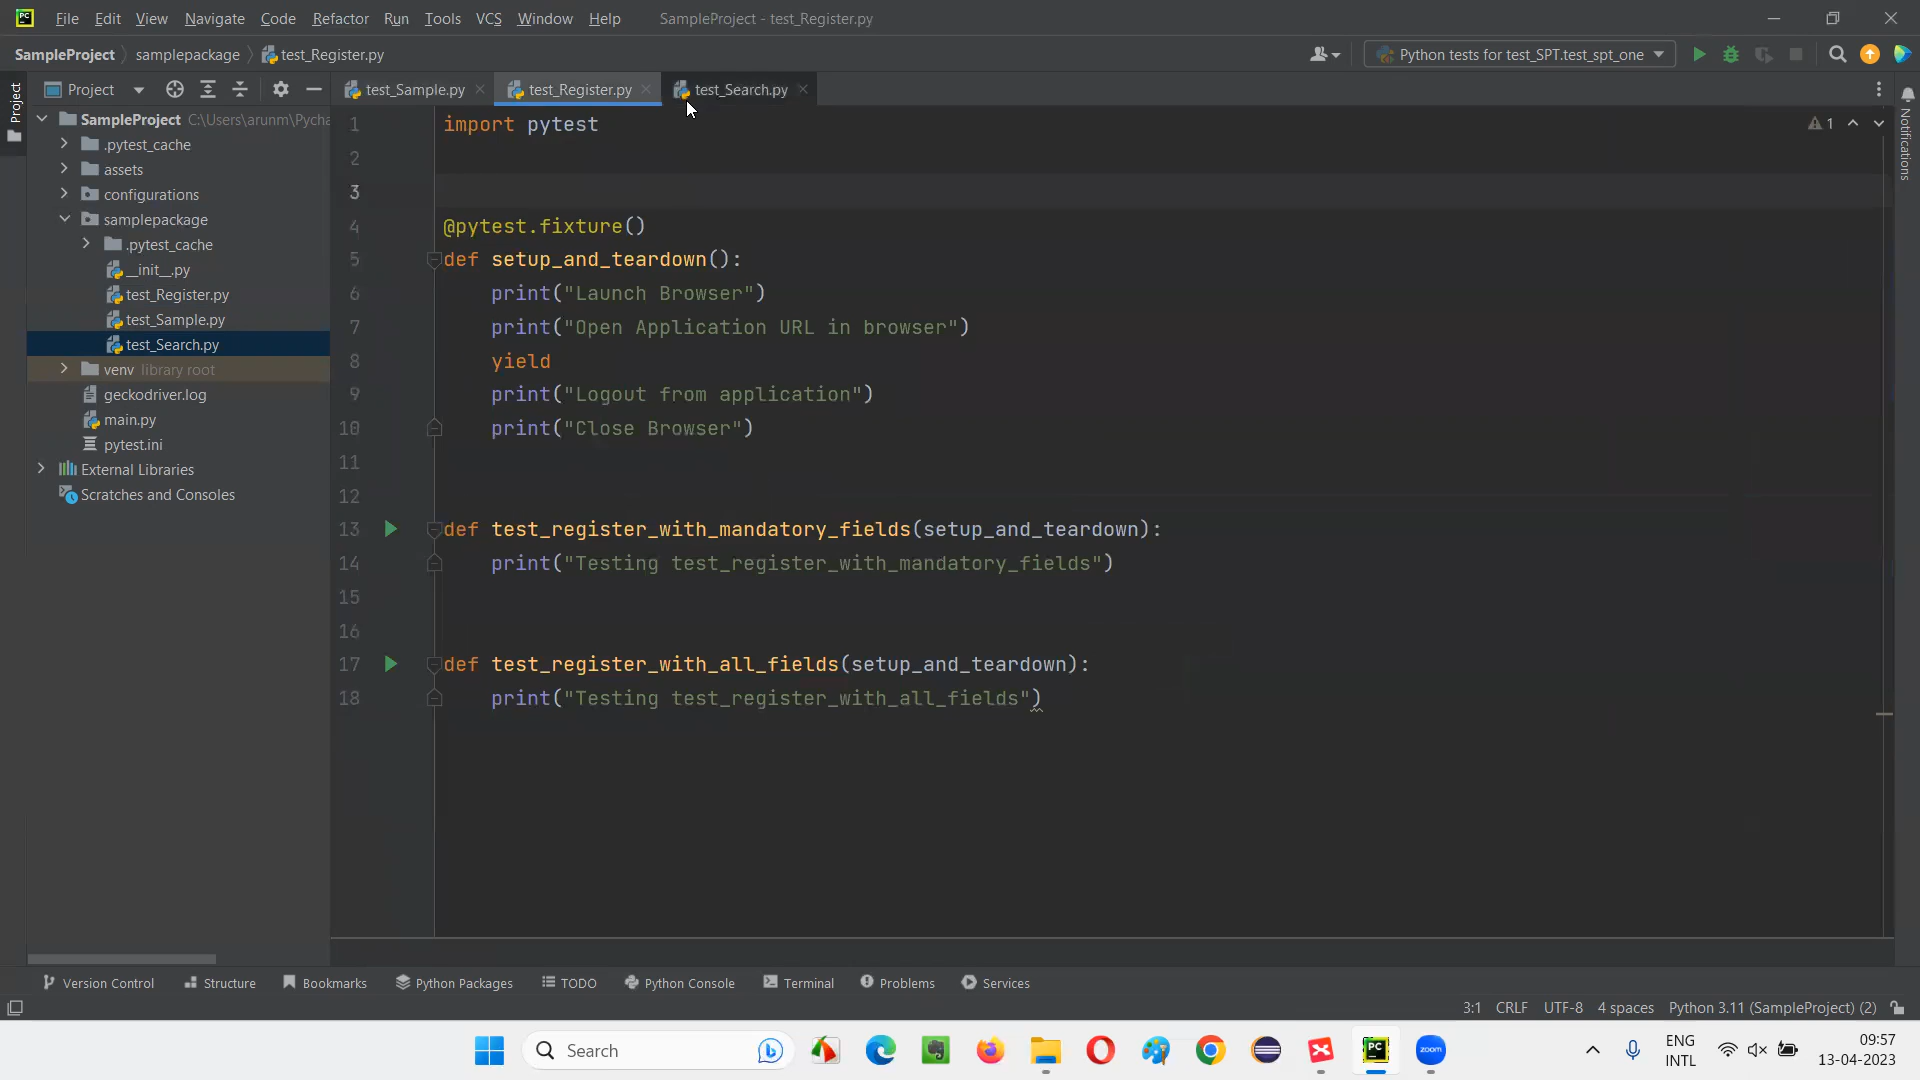 File Edit View Navigate Code Refactor Run Tools VCS Window Help SampleProject - test_Register.py
SampleProject samplepackage test_Register.py Python tests for test_SPT.test_spt_one
Project
Project
test_Sample.py test_Register.py test_Search.py
Notifications
SampleProject C:\Users\arunm\Pycha
.pytest_cache
assets
configurations
samplepackage
.pytest_cache
__init__.py
test_Register.py
test_Sample.py
test_Search.py
venv library root
geckodriver.log
main.py
pytest.ini
External Libraries
Scratches and Consoles
1 import pytest
1
2
3
4 @pytest.fixture()
5 def setup_and_teardown():
6 print("Launch Browser")
7 print("Open Application URL in browser")
8 yield
9 print("Logout from application")
10 print("Close Browser")
11
12
13 def test_register_with_mandatory_fields(setup_and_teardown):
14 print("Testing test_register_with_mandatory_fields")
15
16
17 def test_register_with_all_fields(setup_and_teardown):
18 print("Testing test_register_with_all_fields")
Version Control Structure Bookmarks Python Packages TODO Python Console Terminal Problems Services
3:1 CRLF UTF-8 4 spaces Python 3.11 (SampleProject) (2)
Search
PC
zoom
ENG
INTL
09:57
13-04-2023